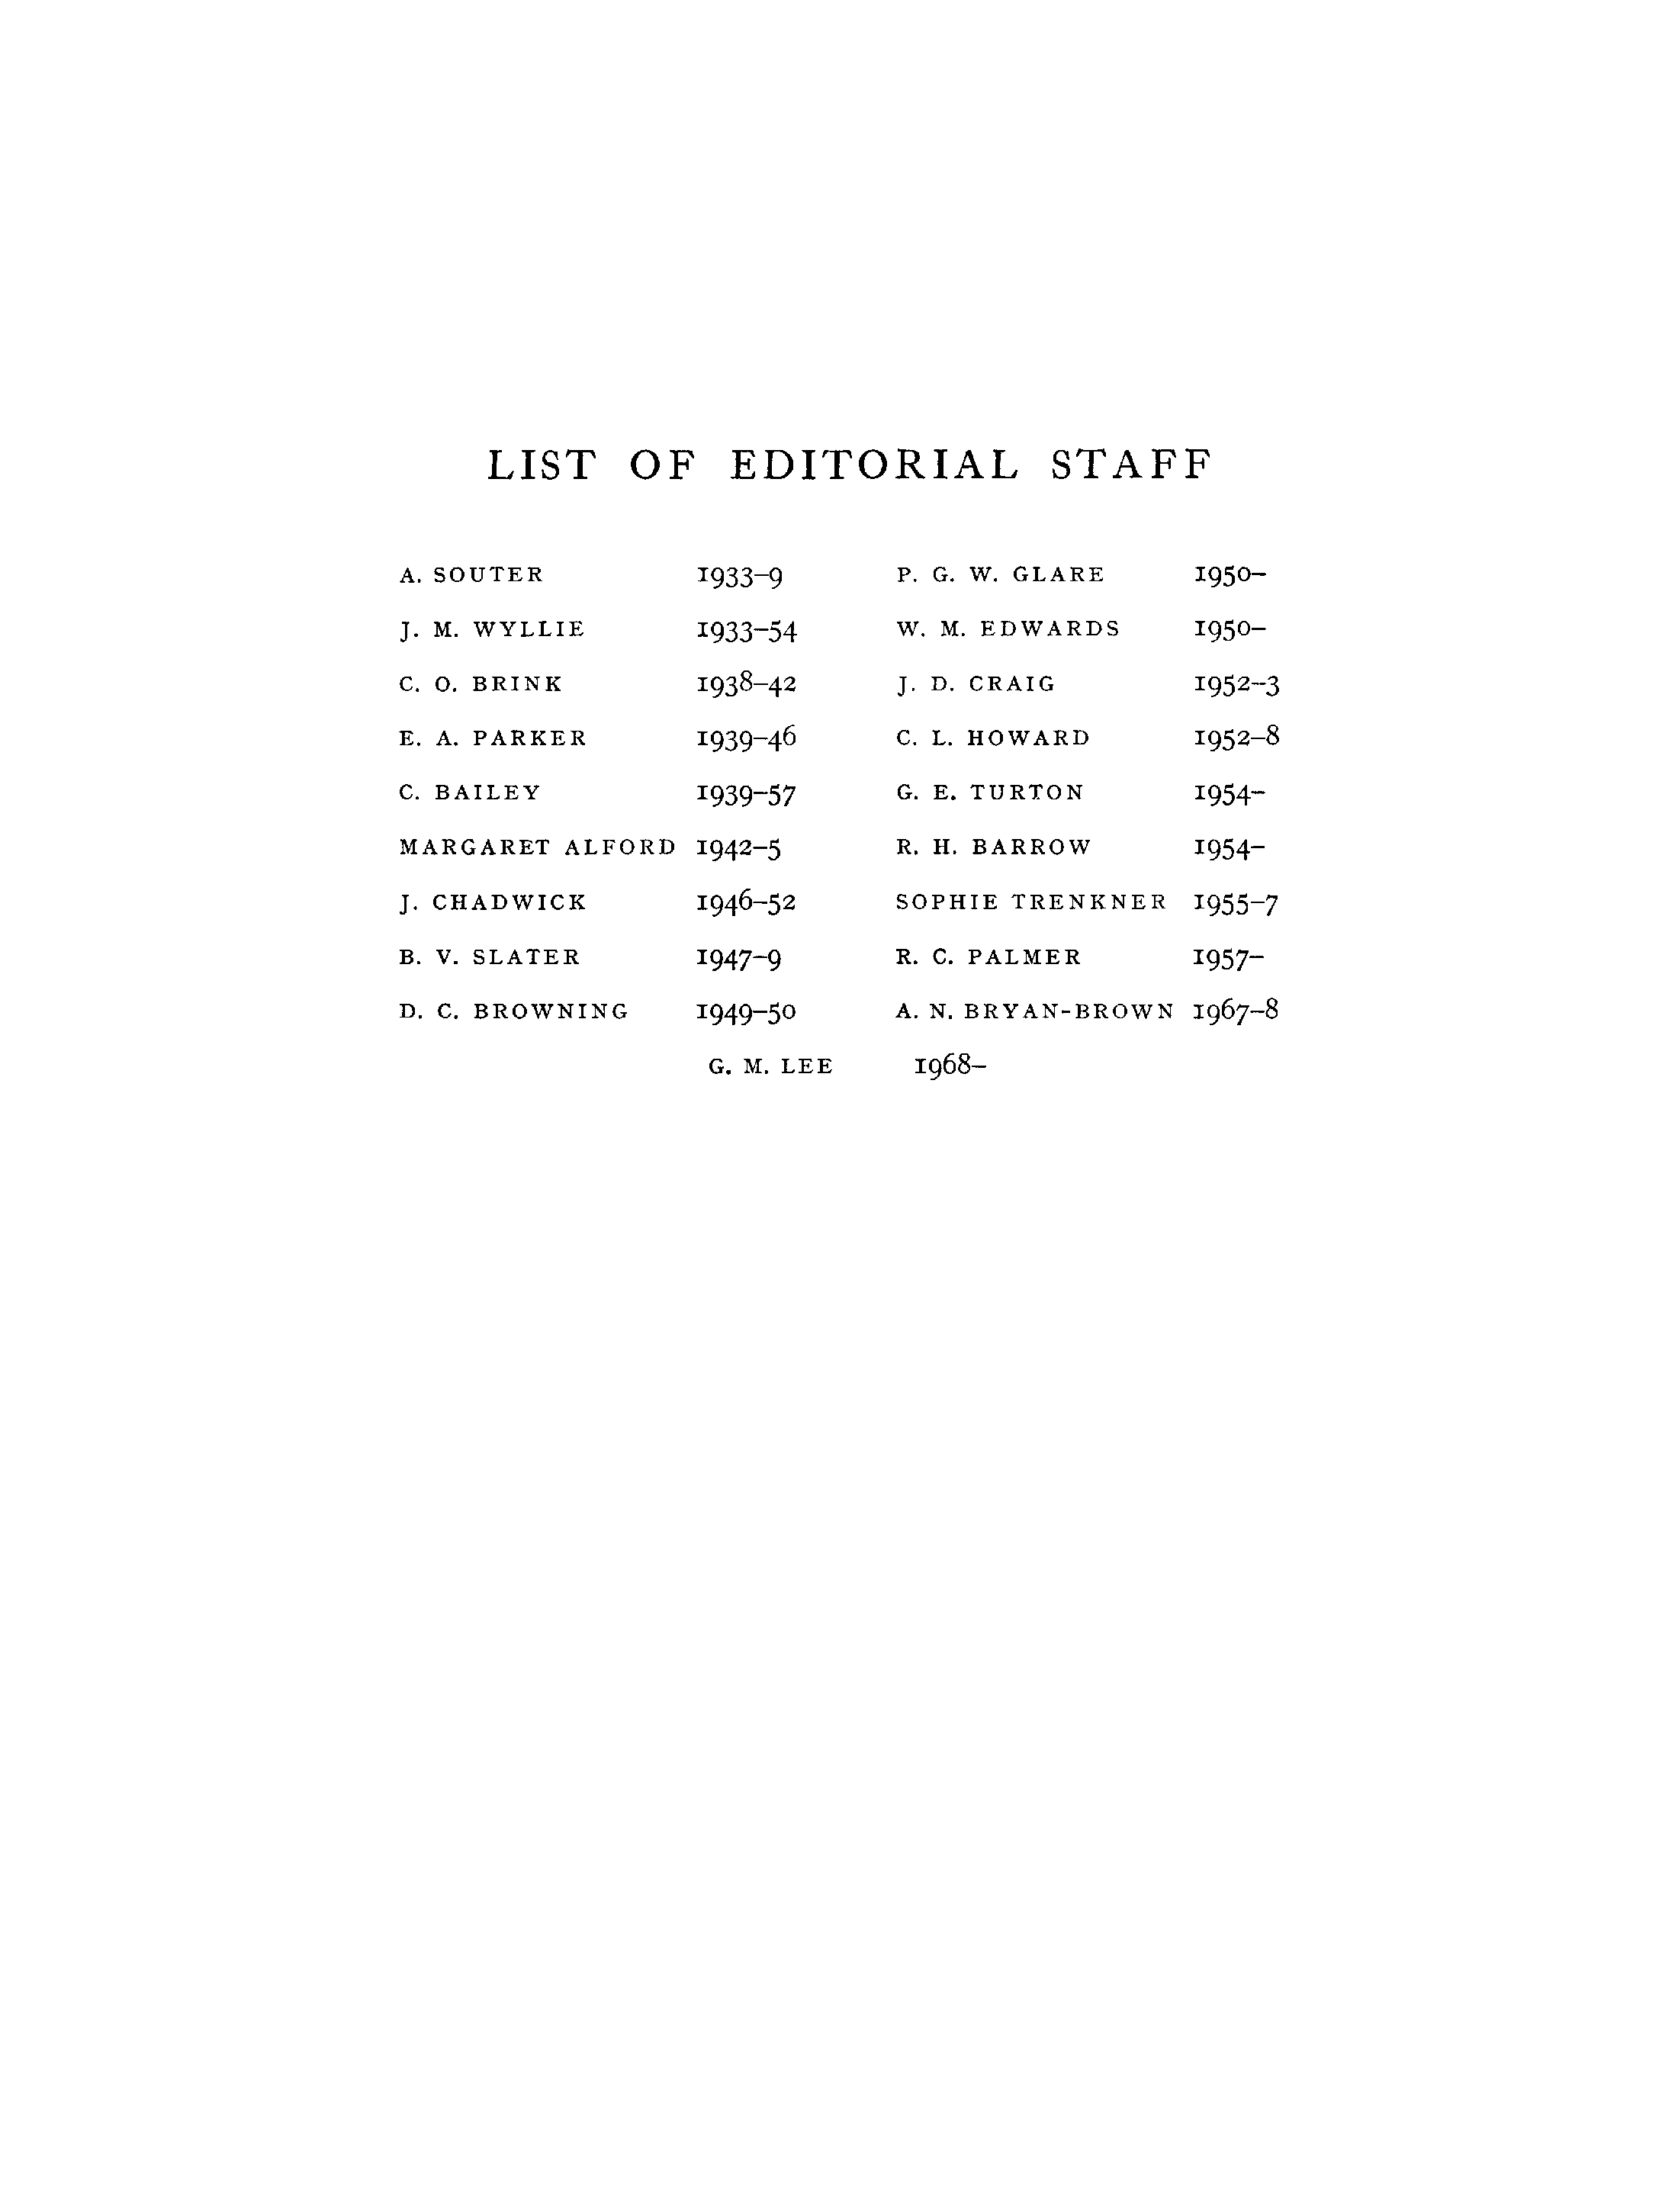 LIST OF EDITORIAL STAFF
A. SOUTER 1933–9 P. G. W. GLARE 1950–
J. M. WYLLIE 1933–54 W. M. EDWARDS 1950–
C. O. BRINK 1938–42 J. D. CRAIG 1952–3
E. A. PARKER 1939–46 C. L. HOWARD 1952–8
C. BAILEY 1939–57 G. E. TURTON 1954–
MARGARET ALFORD 1942–5 R. H. BARROW 1954–
J. CHADWICK 1946–52 SOPHIE TRENKNER 1955–7
B. V. SLATER 1947–9 R. C. PALMER 1957–
D. C. BROWNING 1949–50 A. N. BRYAN-BROWN 1967–8
G. M. LEE 1968–